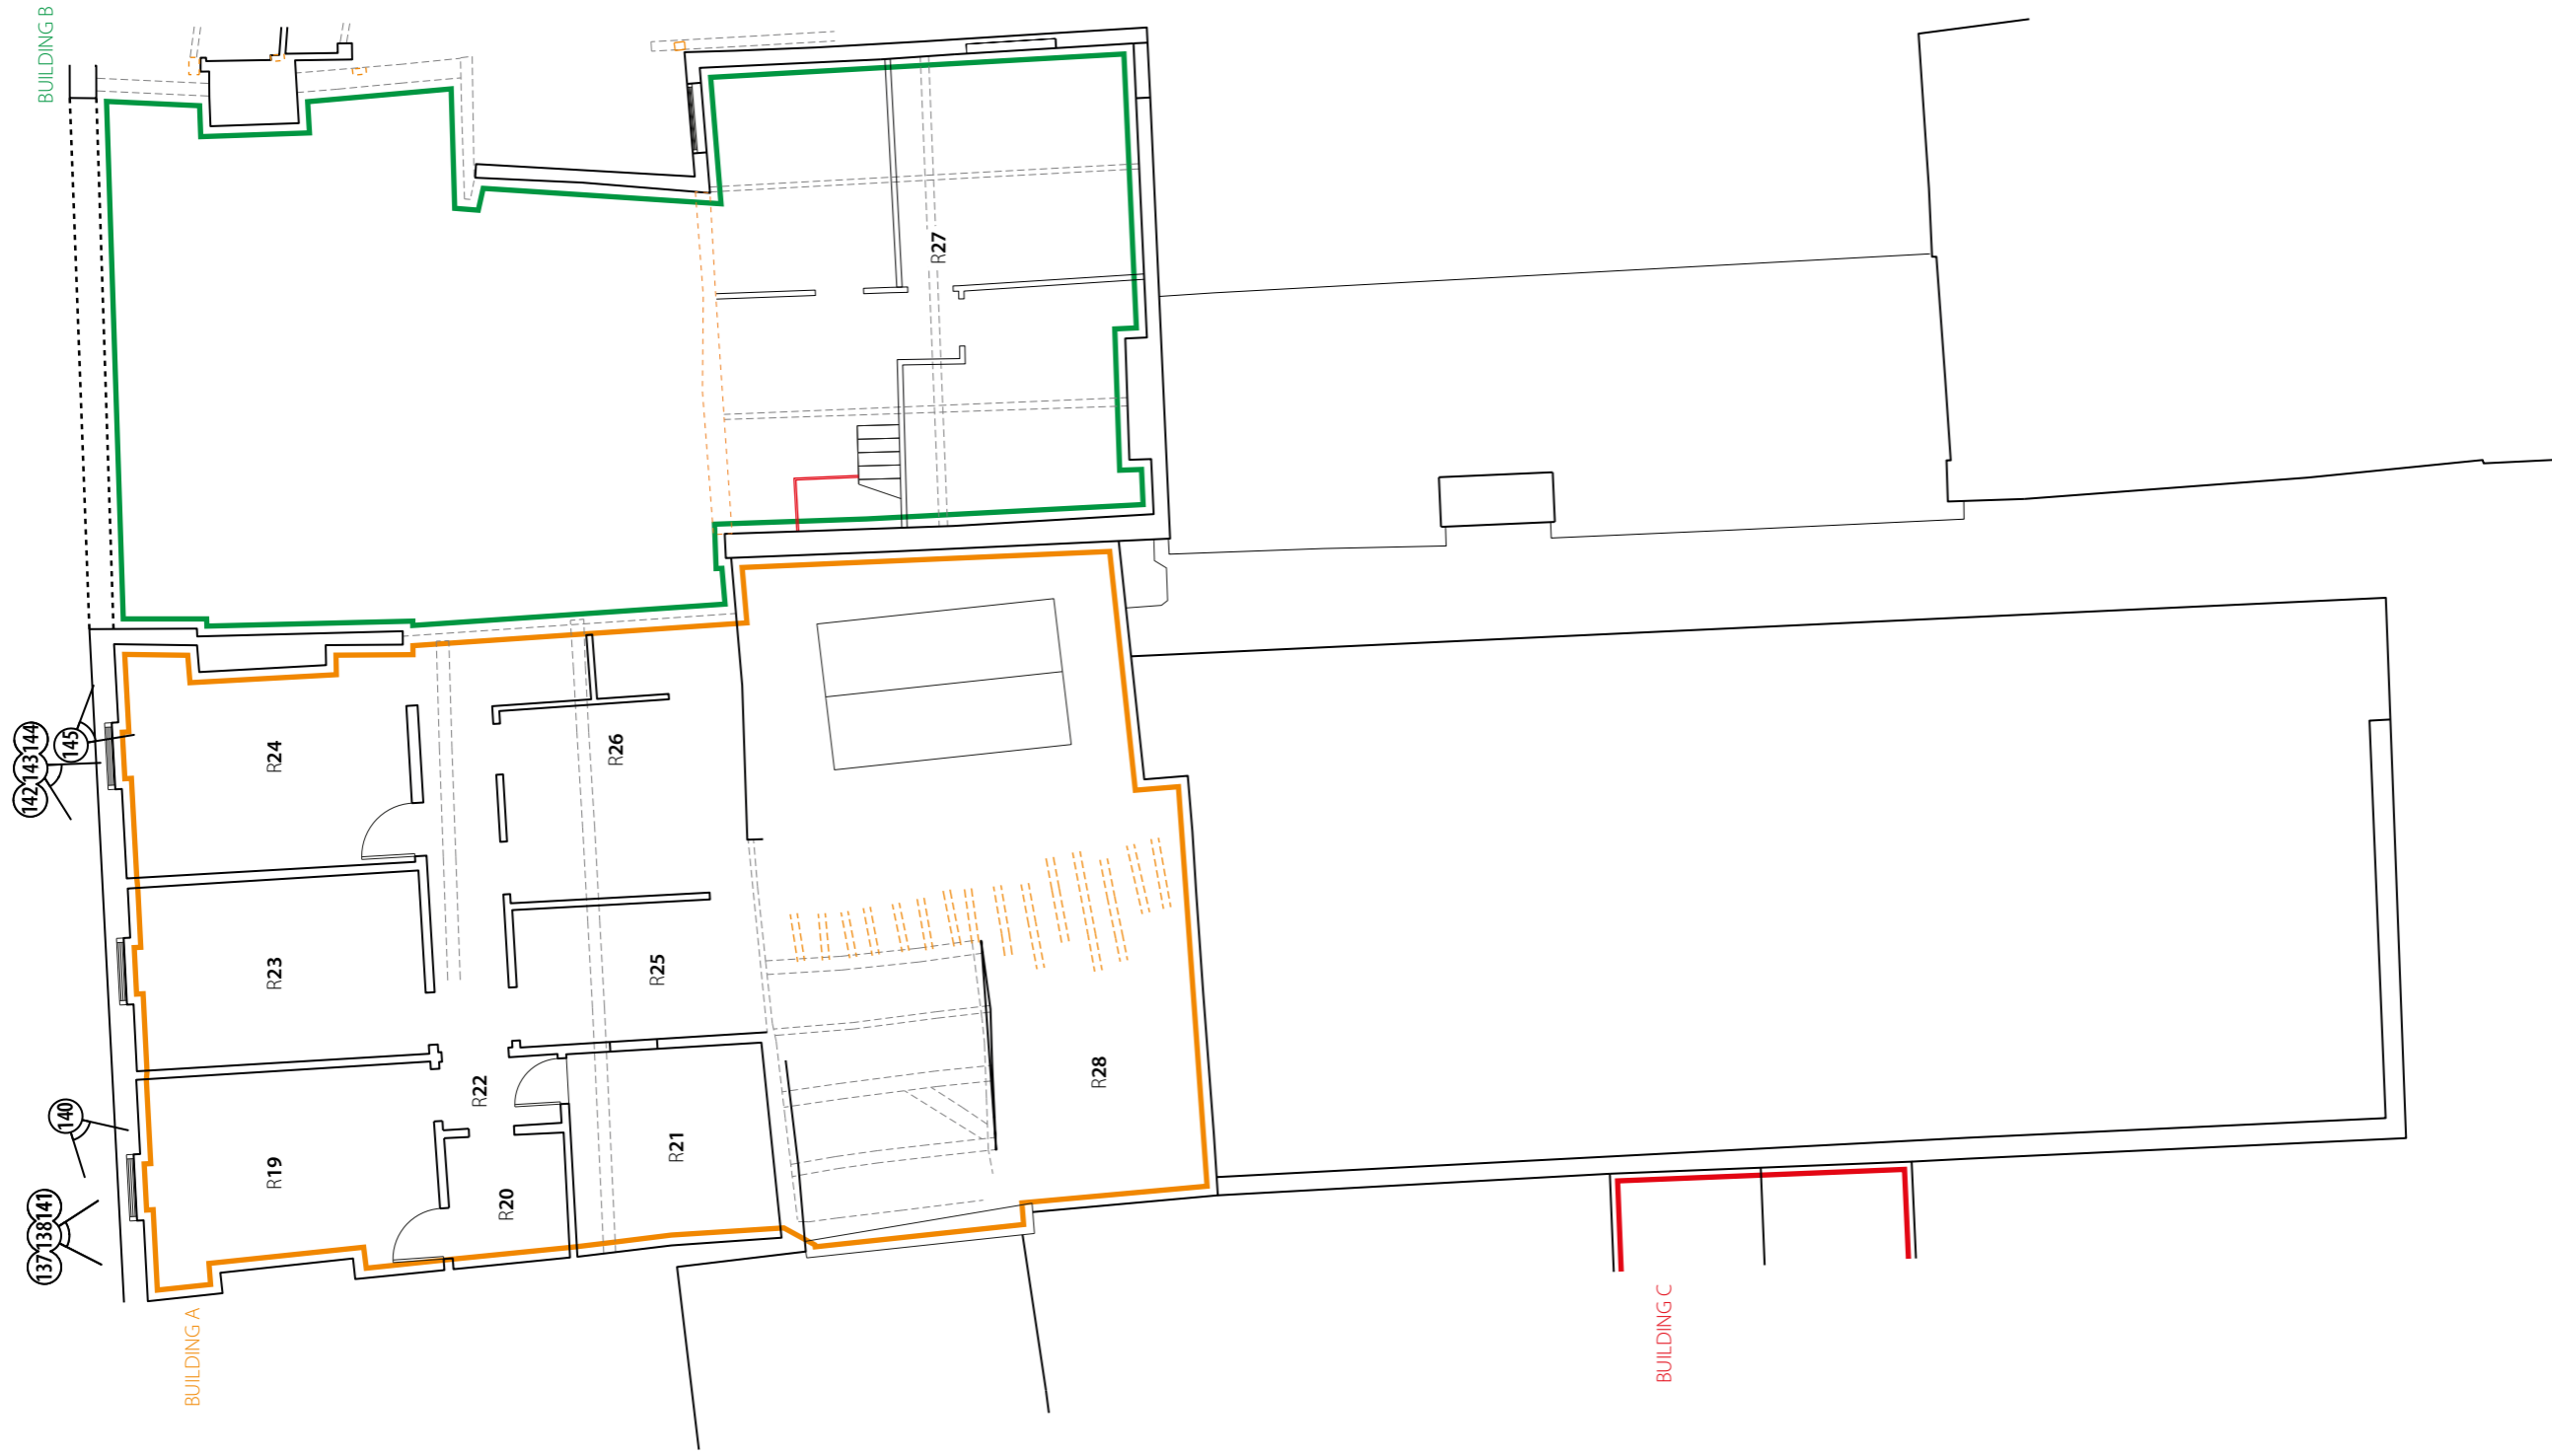 BUILDING B
142 143 144
145
R24
R26
R27
R23
R25
140
R22
R28
137 138 141
R19
R20
R21
BUILDING A
BUILDING C